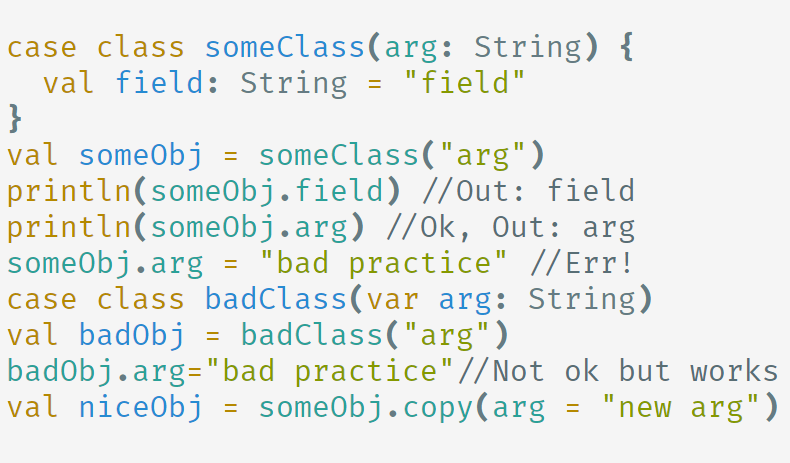 case class someClass(arg: String) {
  val field: String = "field"
}
val someObj = someClass("arg")
println(someObj.field) //Out: field
println(someObj.arg) //Ok, Out: arg
someObj.arg = "bad practice" //Err!
case class badClass(var arg: String)
val badObj = badClass("arg")
badObj.arg="bad practice"//Not ok but works
val niceObj = someObj.copy(arg = "new arg")